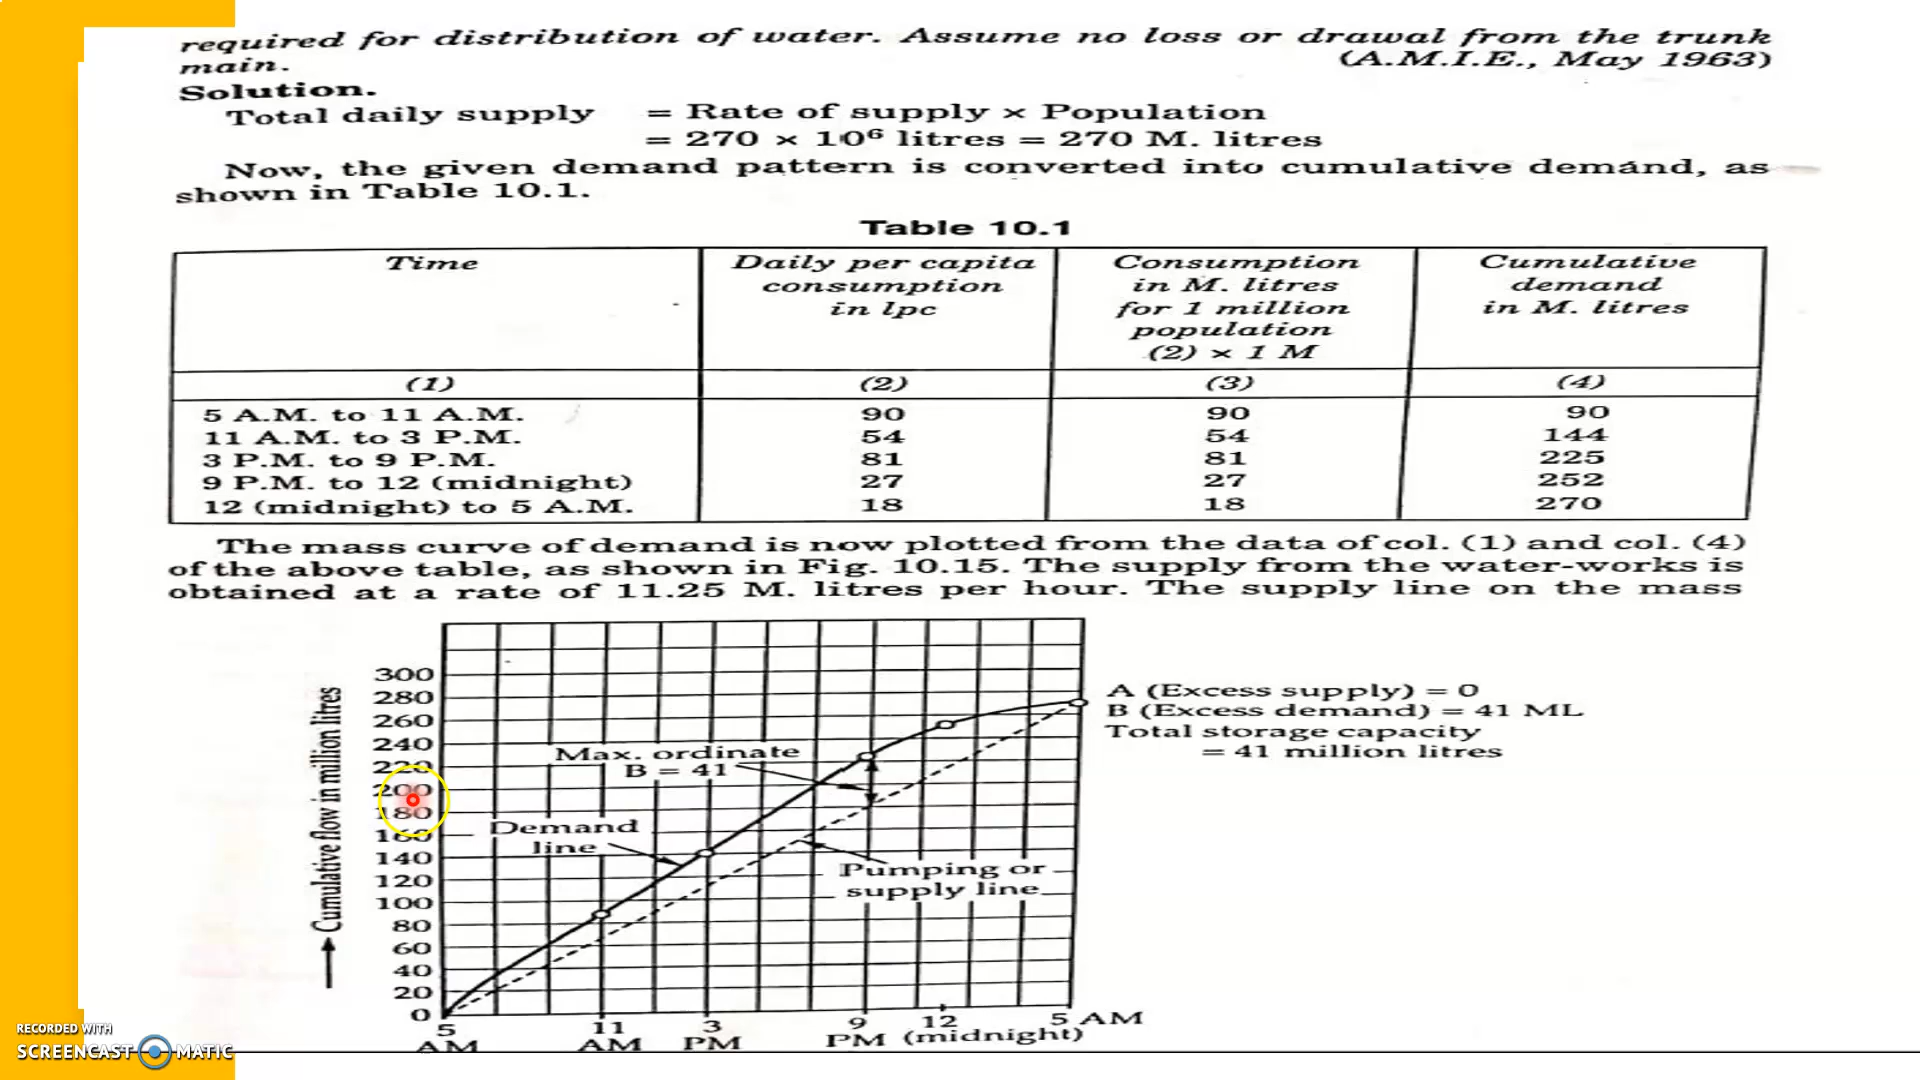 required for distribution of water. Assume no loss or drawal from the trunk
main. (A.M.I.E., May 1963)
Solution.
Total daily supply = Rate of supply × Population
= 270 × 10⁶ litres = 270 M. litres
Now, the given demand pattern is converted into cumulative demand, as
shown in Table 10.1.
Table 10.1
Time Daily per capita Consumption Cumulative
consumption in M. litres demand
in lpc for 1 million in M. litres
population
(2) × 1 M
(1) (2) (3) (4)
5 A.M. to 11 A.M. 90 90 90
11 A.M. to 3 P.M. 54 54 144
3 P.M. to 9 P.M. 81 81 225
9 P.M. to 12 (midnight) 27 27 252
12 (midnight) to 5 A.M. 18 18 270
The mass curve of demand is now plotted from the data of col. (1) and col. (4)
of the above table, as shown in Fig. 10.15. The supply from the water-works is
obtained at a rate of 11.25 M. litres per hour. The supply line on the mass
Cumulative flow in million litres
300
280
260
240
220
200
180
160
140
120
100
80
60
40
20
0
Max. ordinate
B = 41
Demand
line
Pumping or
supply line
A (Excess supply) = 0
B (Excess demand) = 41 ML
Total storage capacity
= 41 million litres
5 11 3 9 12 5 AM
AM AM PM PM (midnight)
RECORDED WITH
SCREENCAST MATIC